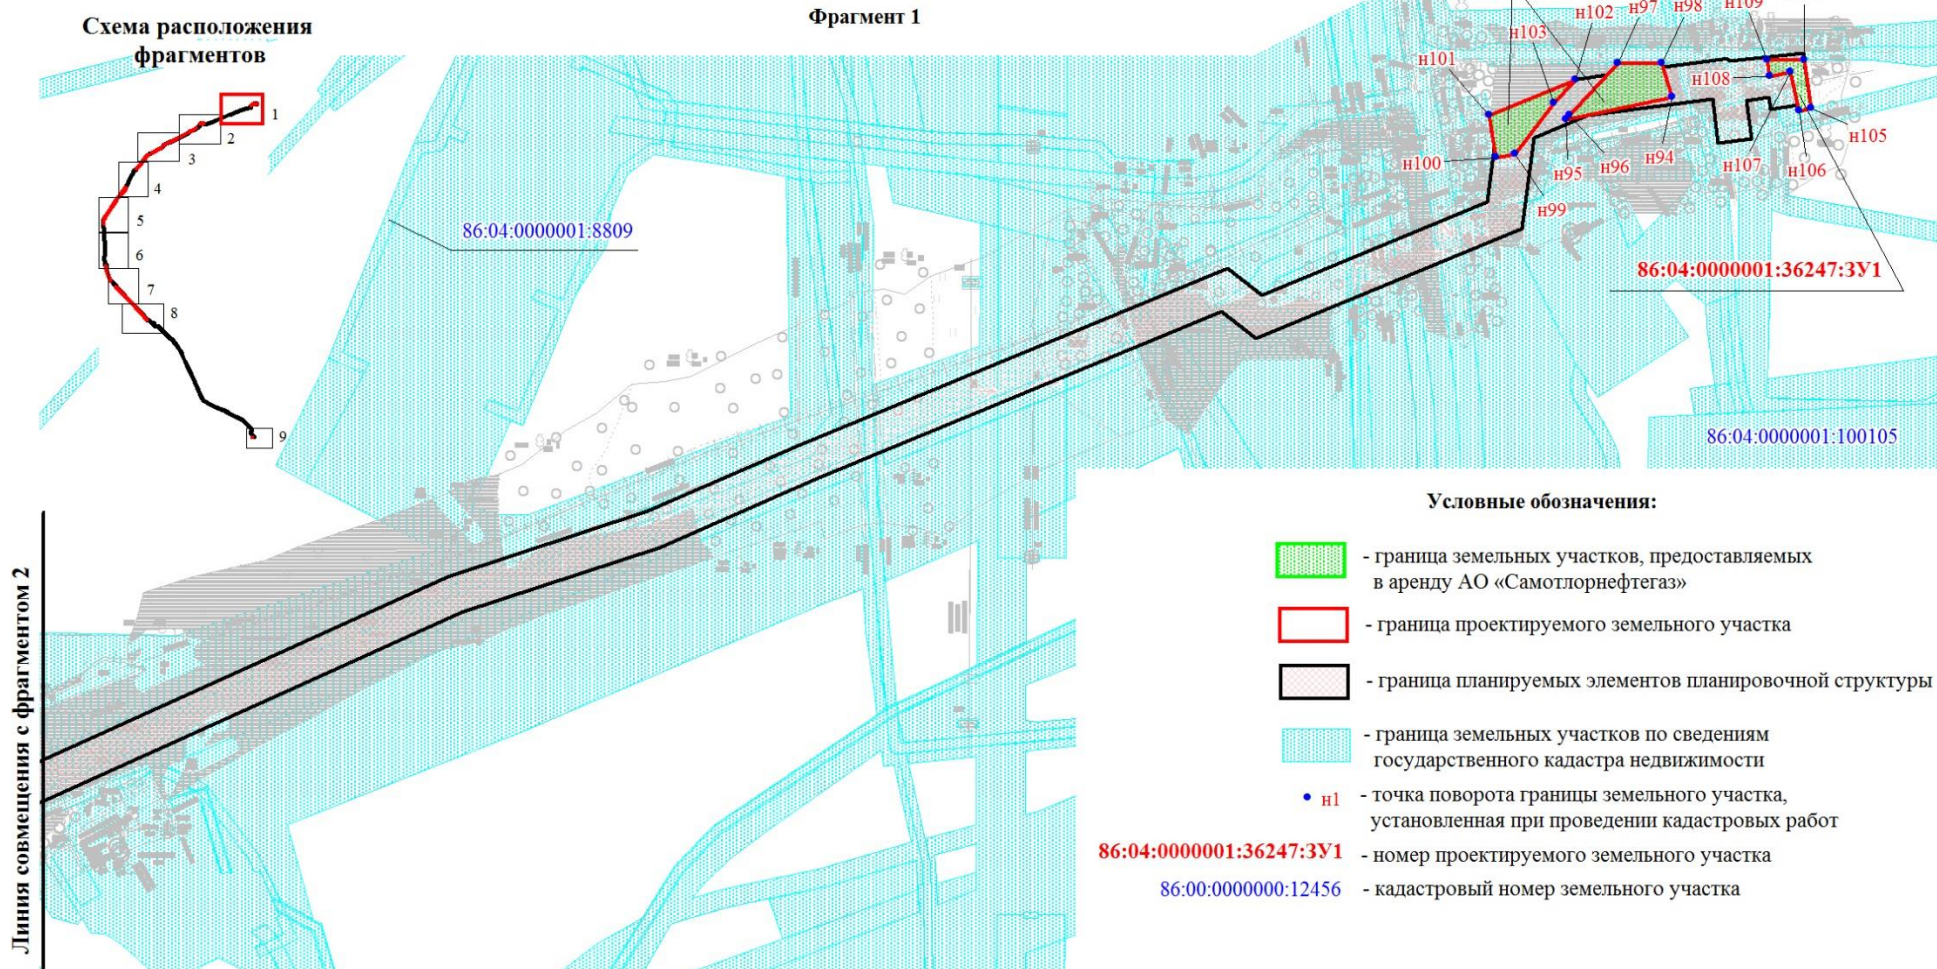 Схема расположения
фрагментов
Фрагмент 1
1
2
3
4
5
6
7
8
9
н109
н97
н98
н102
н103
н101
н108
н105
н100
н95
н96
н94
н107
н106
н99
86:04:0000001:8809
86:04:0000001:36247:ЗУ1
86:04:0000001:100105
Линия совмещения с фрагментом 2
Условные обозначения:
- граница земельных участков, предоставляемых
в аренду АО «Самотлорнефтегаз»
- граница проектируемого земельного участка
- граница планируемых элементов планировочной структуры
- граница земельных участков по сведениям
государственного кадастра недвижимости
н1 - точка поворота границы земельного участка,
установленная при проведении кадастровых работ
86:04:0000001:36247:ЗУ1 - номер проектируемого земельного участка
86:00:0000000:12456 - кадастровый номер земельного участка